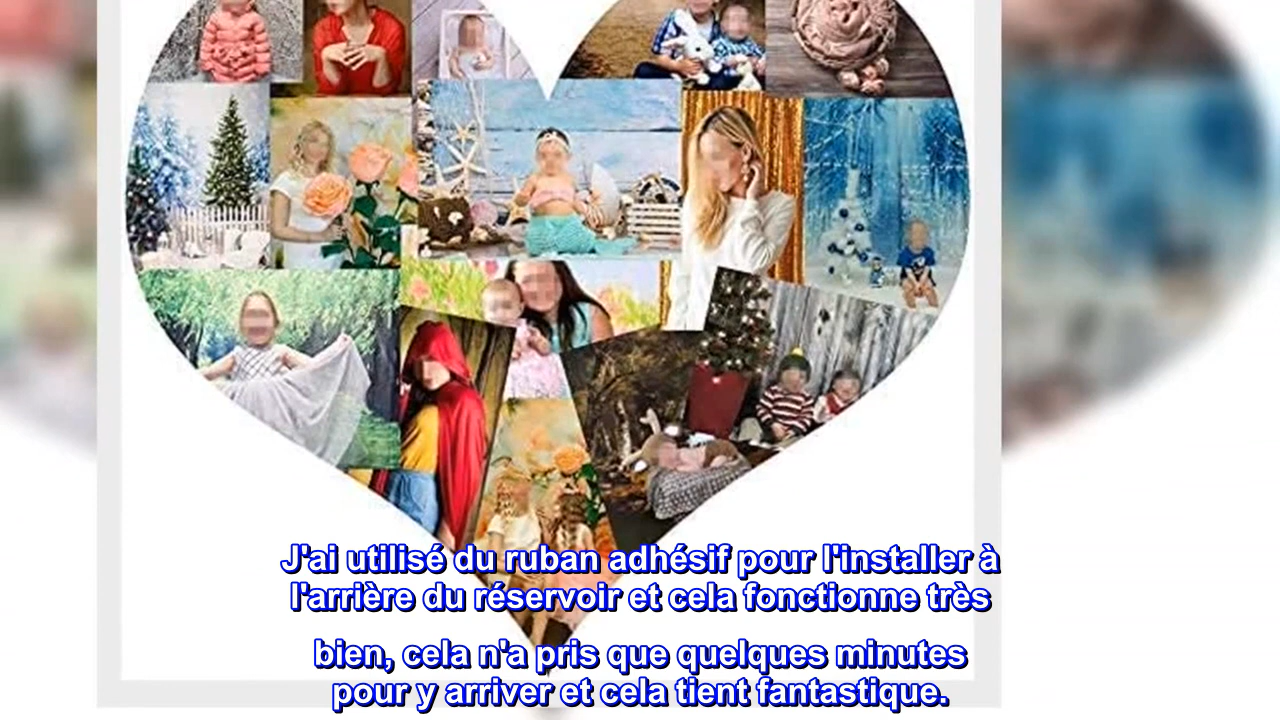 J'ai utilisé du ruban adhésif pour l'installer à
l'arrière du réservoir et cela fonctionne très
bien, cela n'a pris que quelques minutes
pour y arriver et cela tient fantastique.